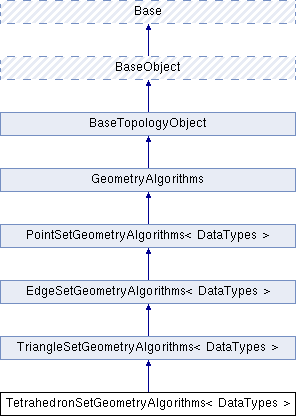 Base
BaseObject
BaseTopologyObject
GeometryAlgorithms
PointSetGeometryAlgorithms< DataTypes >
EdgeSetGeometryAlgorithms< DataTypes >
TriangleSetGeometryAlgorithms< DataTypes >
TetrahedronSetGeometryAlgorithms< DataTypes >